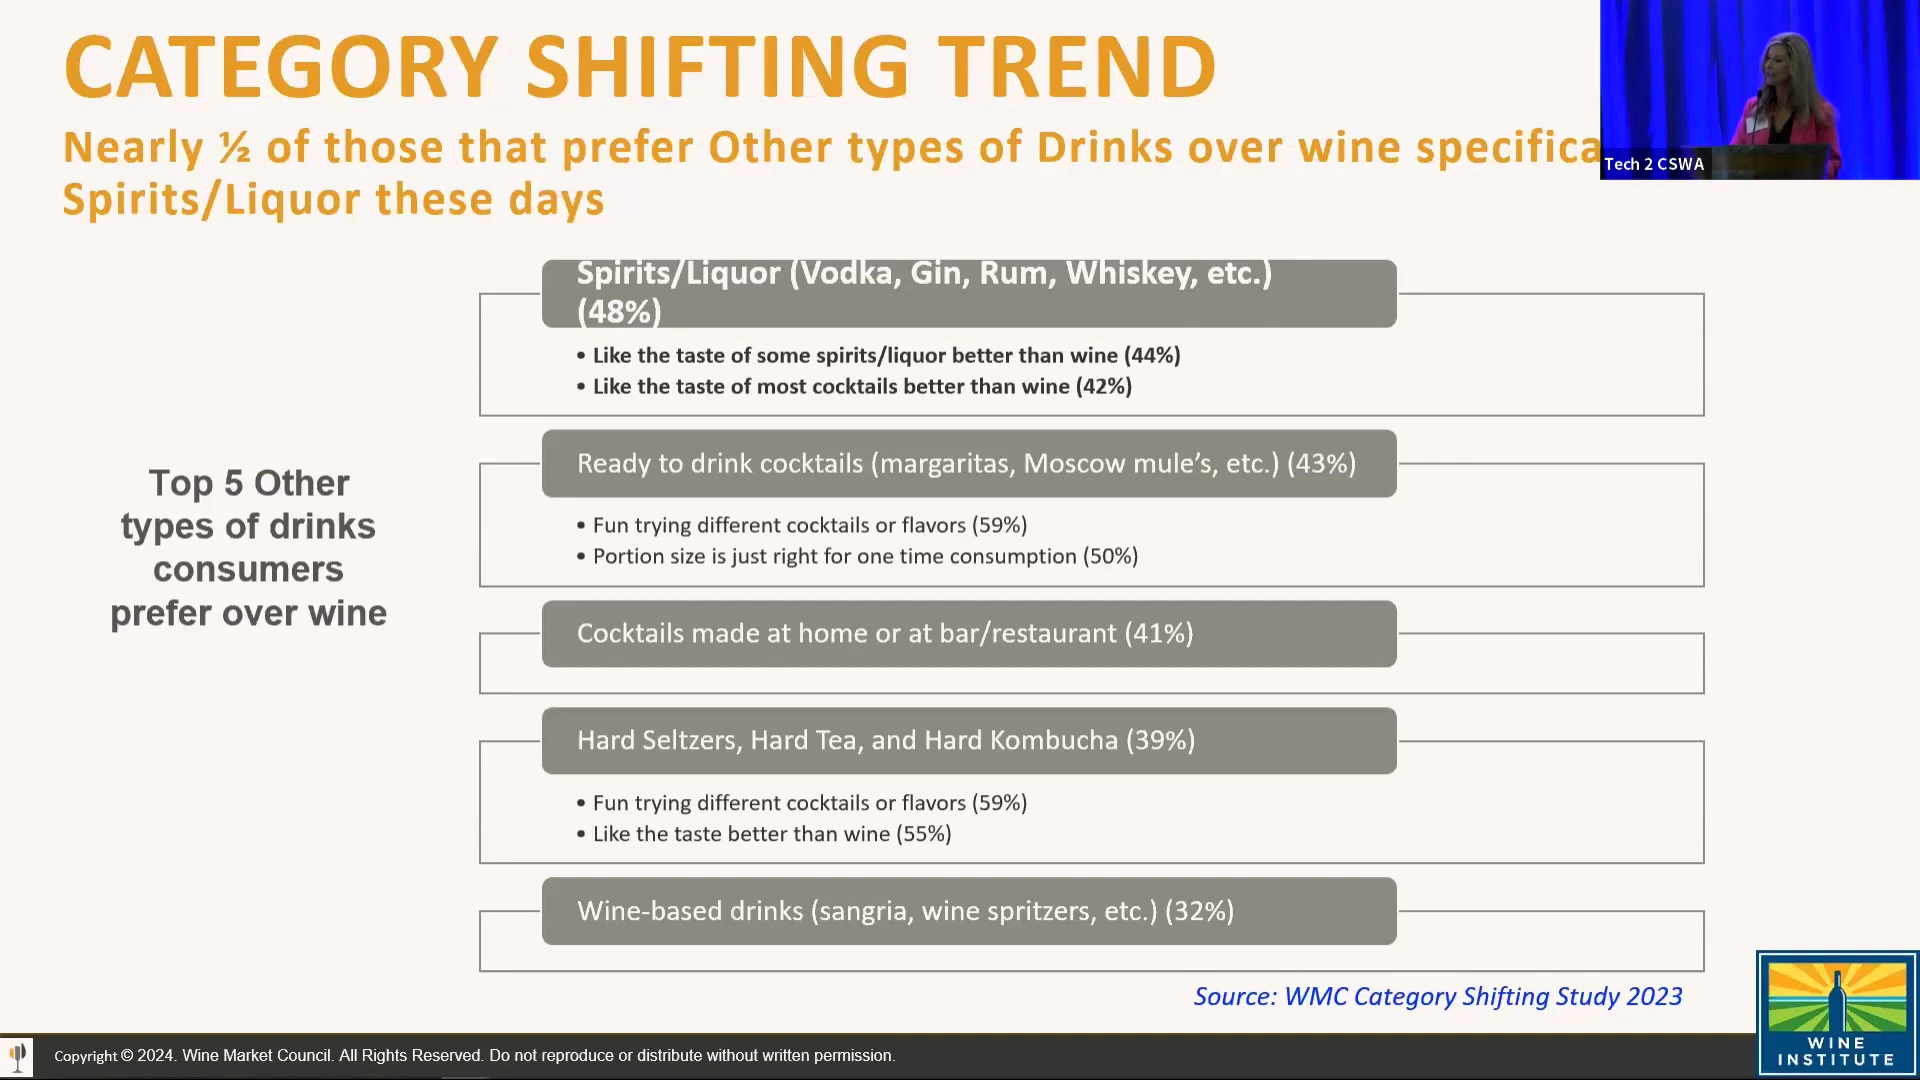 CATEGORY SHIFTING TREND
Nearly ½ of those that prefer Other types of Drinks over wine specifica
Spirits/Liquor these days
Tech 2 CSWA
Top 5 Other
types of drinks
consumers
prefer over wine
Spirits/Liquor (Vodka, Gin, Rum, Whiskey, etc.)
(48%)
• Like the taste of some spirits/liquor better than wine (44%)
• Like the taste of most cocktails better than wine (42%)
Ready to drink cocktails (margaritas, Moscow mule’s, etc.) (43%)
• Fun trying different cocktails or flavors (59%)
• Portion size is just right for one time consumption (50%)
Cocktails made at home or at bar/restaurant (41%)
Hard Seltzers, Hard Tea, and Hard Kombucha (39%)
• Fun trying different cocktails or flavors (59%)
• Like the taste better than wine (55%)
Wine-based drinks (sangria, wine spritzers, etc.) (32%)
Source: WMC Category Shifting Study 2023
Copyright © 2024. Wine Market Council. All Rights Reserved. Do not reproduce or distribute without written permission.
WINE
INSTITUTE